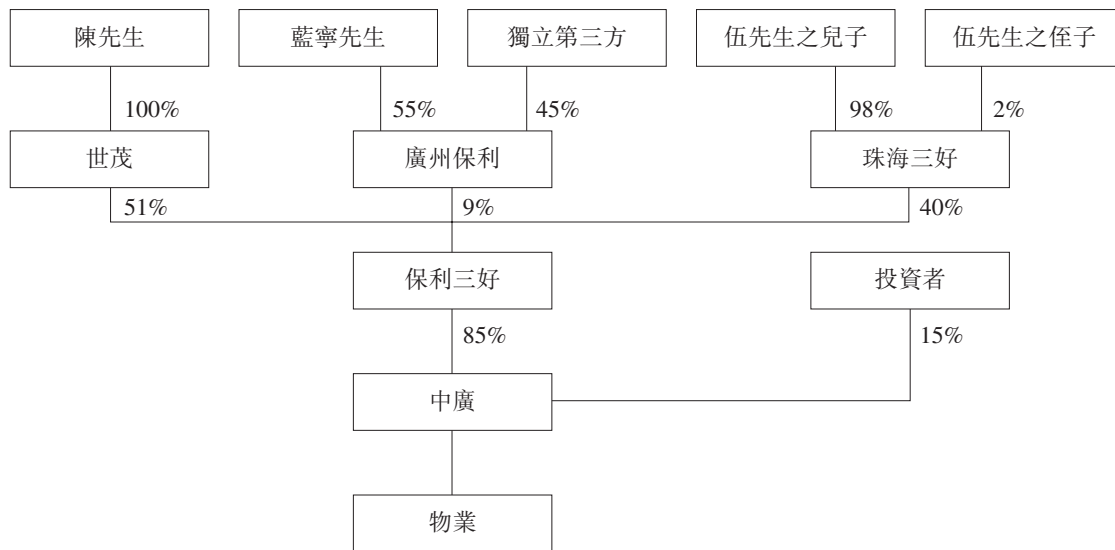 陳先生
藍寧先生
獨立第三方
伍先生之兒子
伍先生之侄子
100%
55%
45%
98%
2%
世茂
廣州保利
珠海三好
51%
9%
40%
保利三好
投資者
85%
15%
中廣
物業